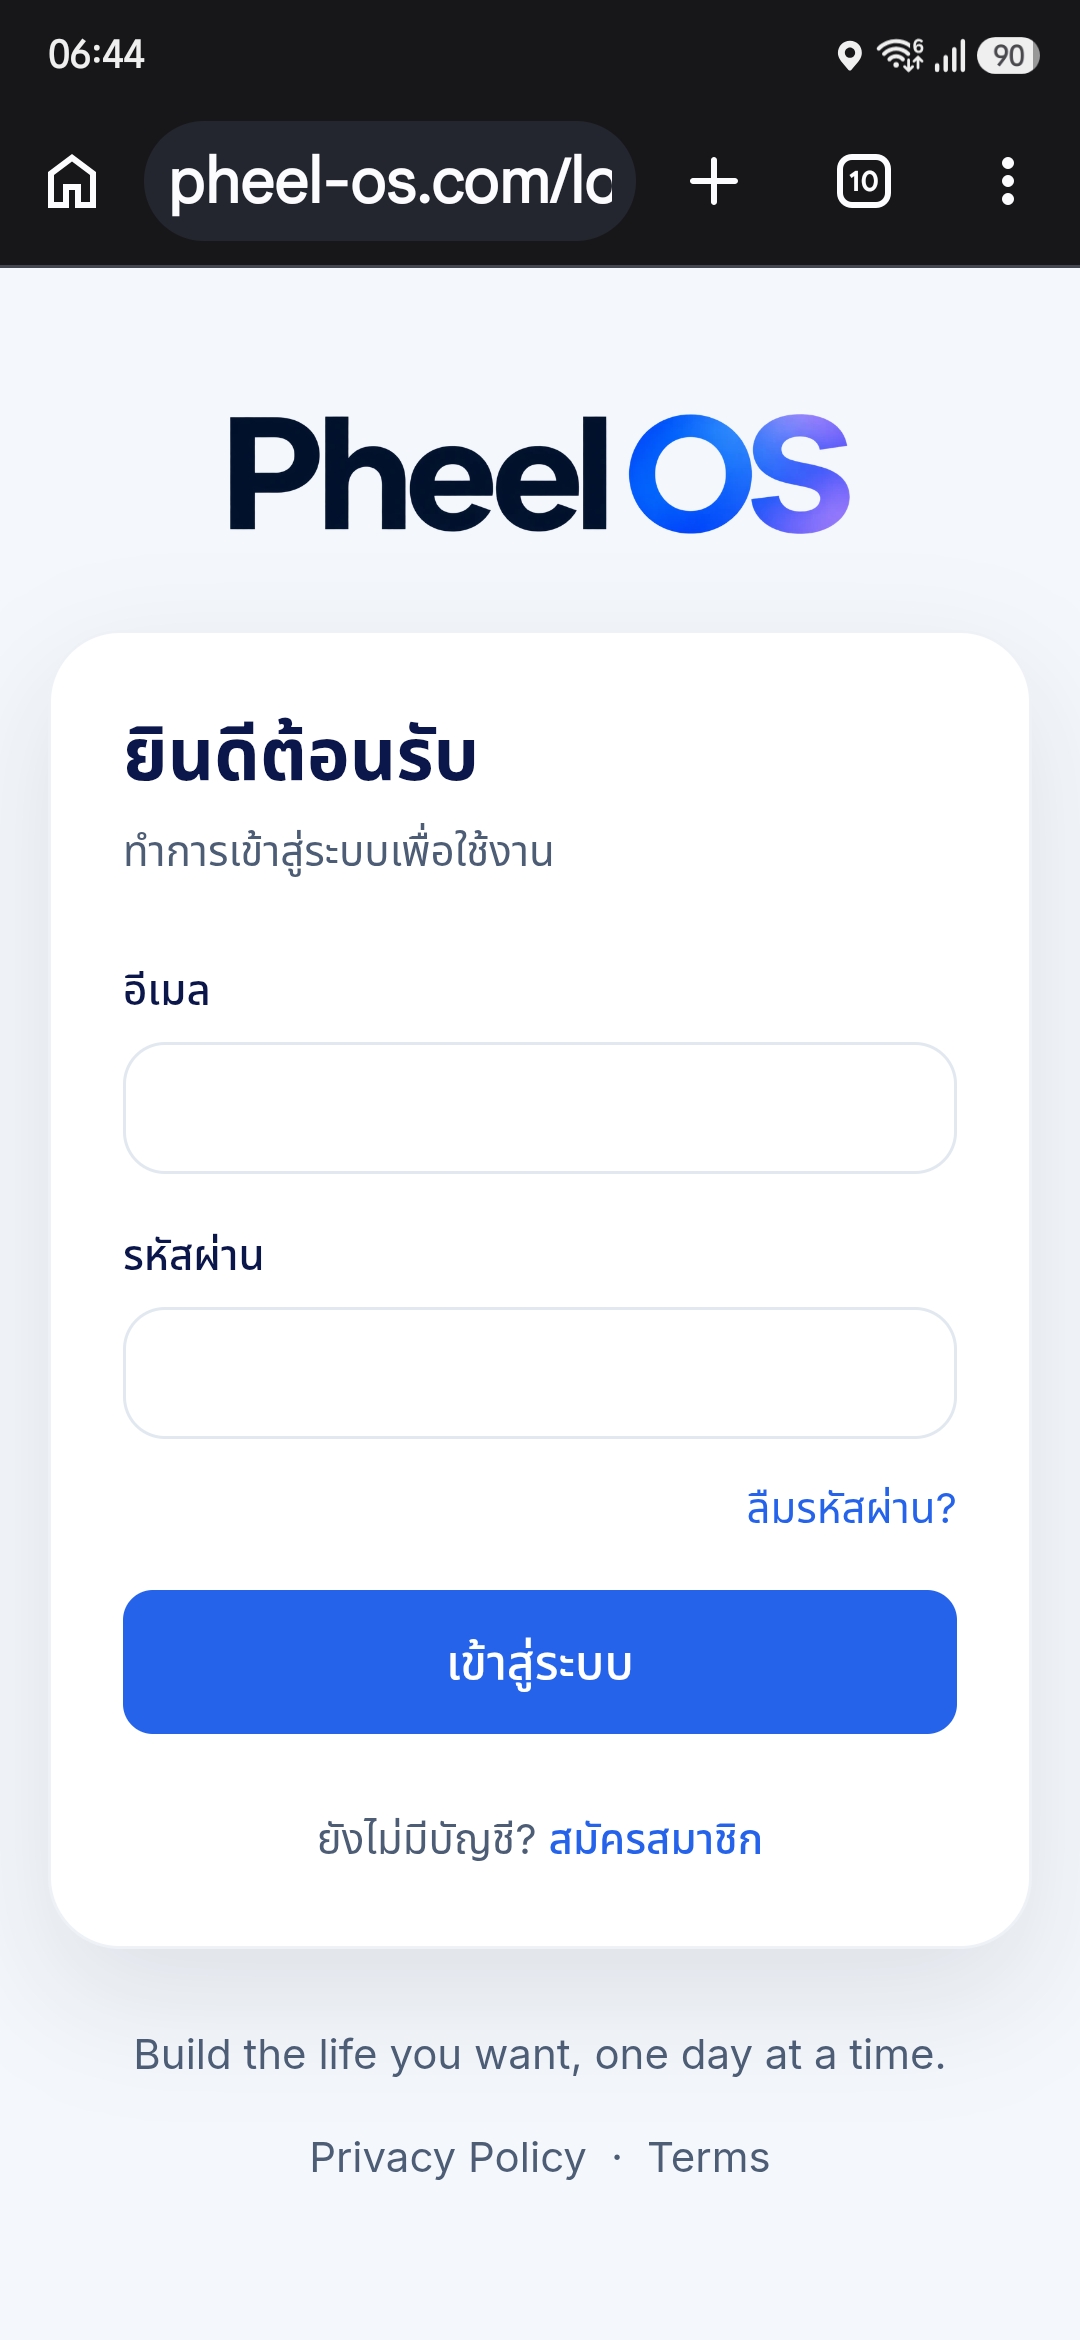 06:44
6
90
pheel-os.com/lo
10
Pheel OS
ยินดีต้อนรับ
ทำการเข้าสู่ระบบเพื่อใช้งาน
อีเมล
รหัสผ่าน
ลืมรหัสผ่าน?
เข้าสู่ระบบ
ยังไม่มีบัญชี? สมัครสมาชิก
Build the life you want, one day at a time.
Privacy Policy · Terms